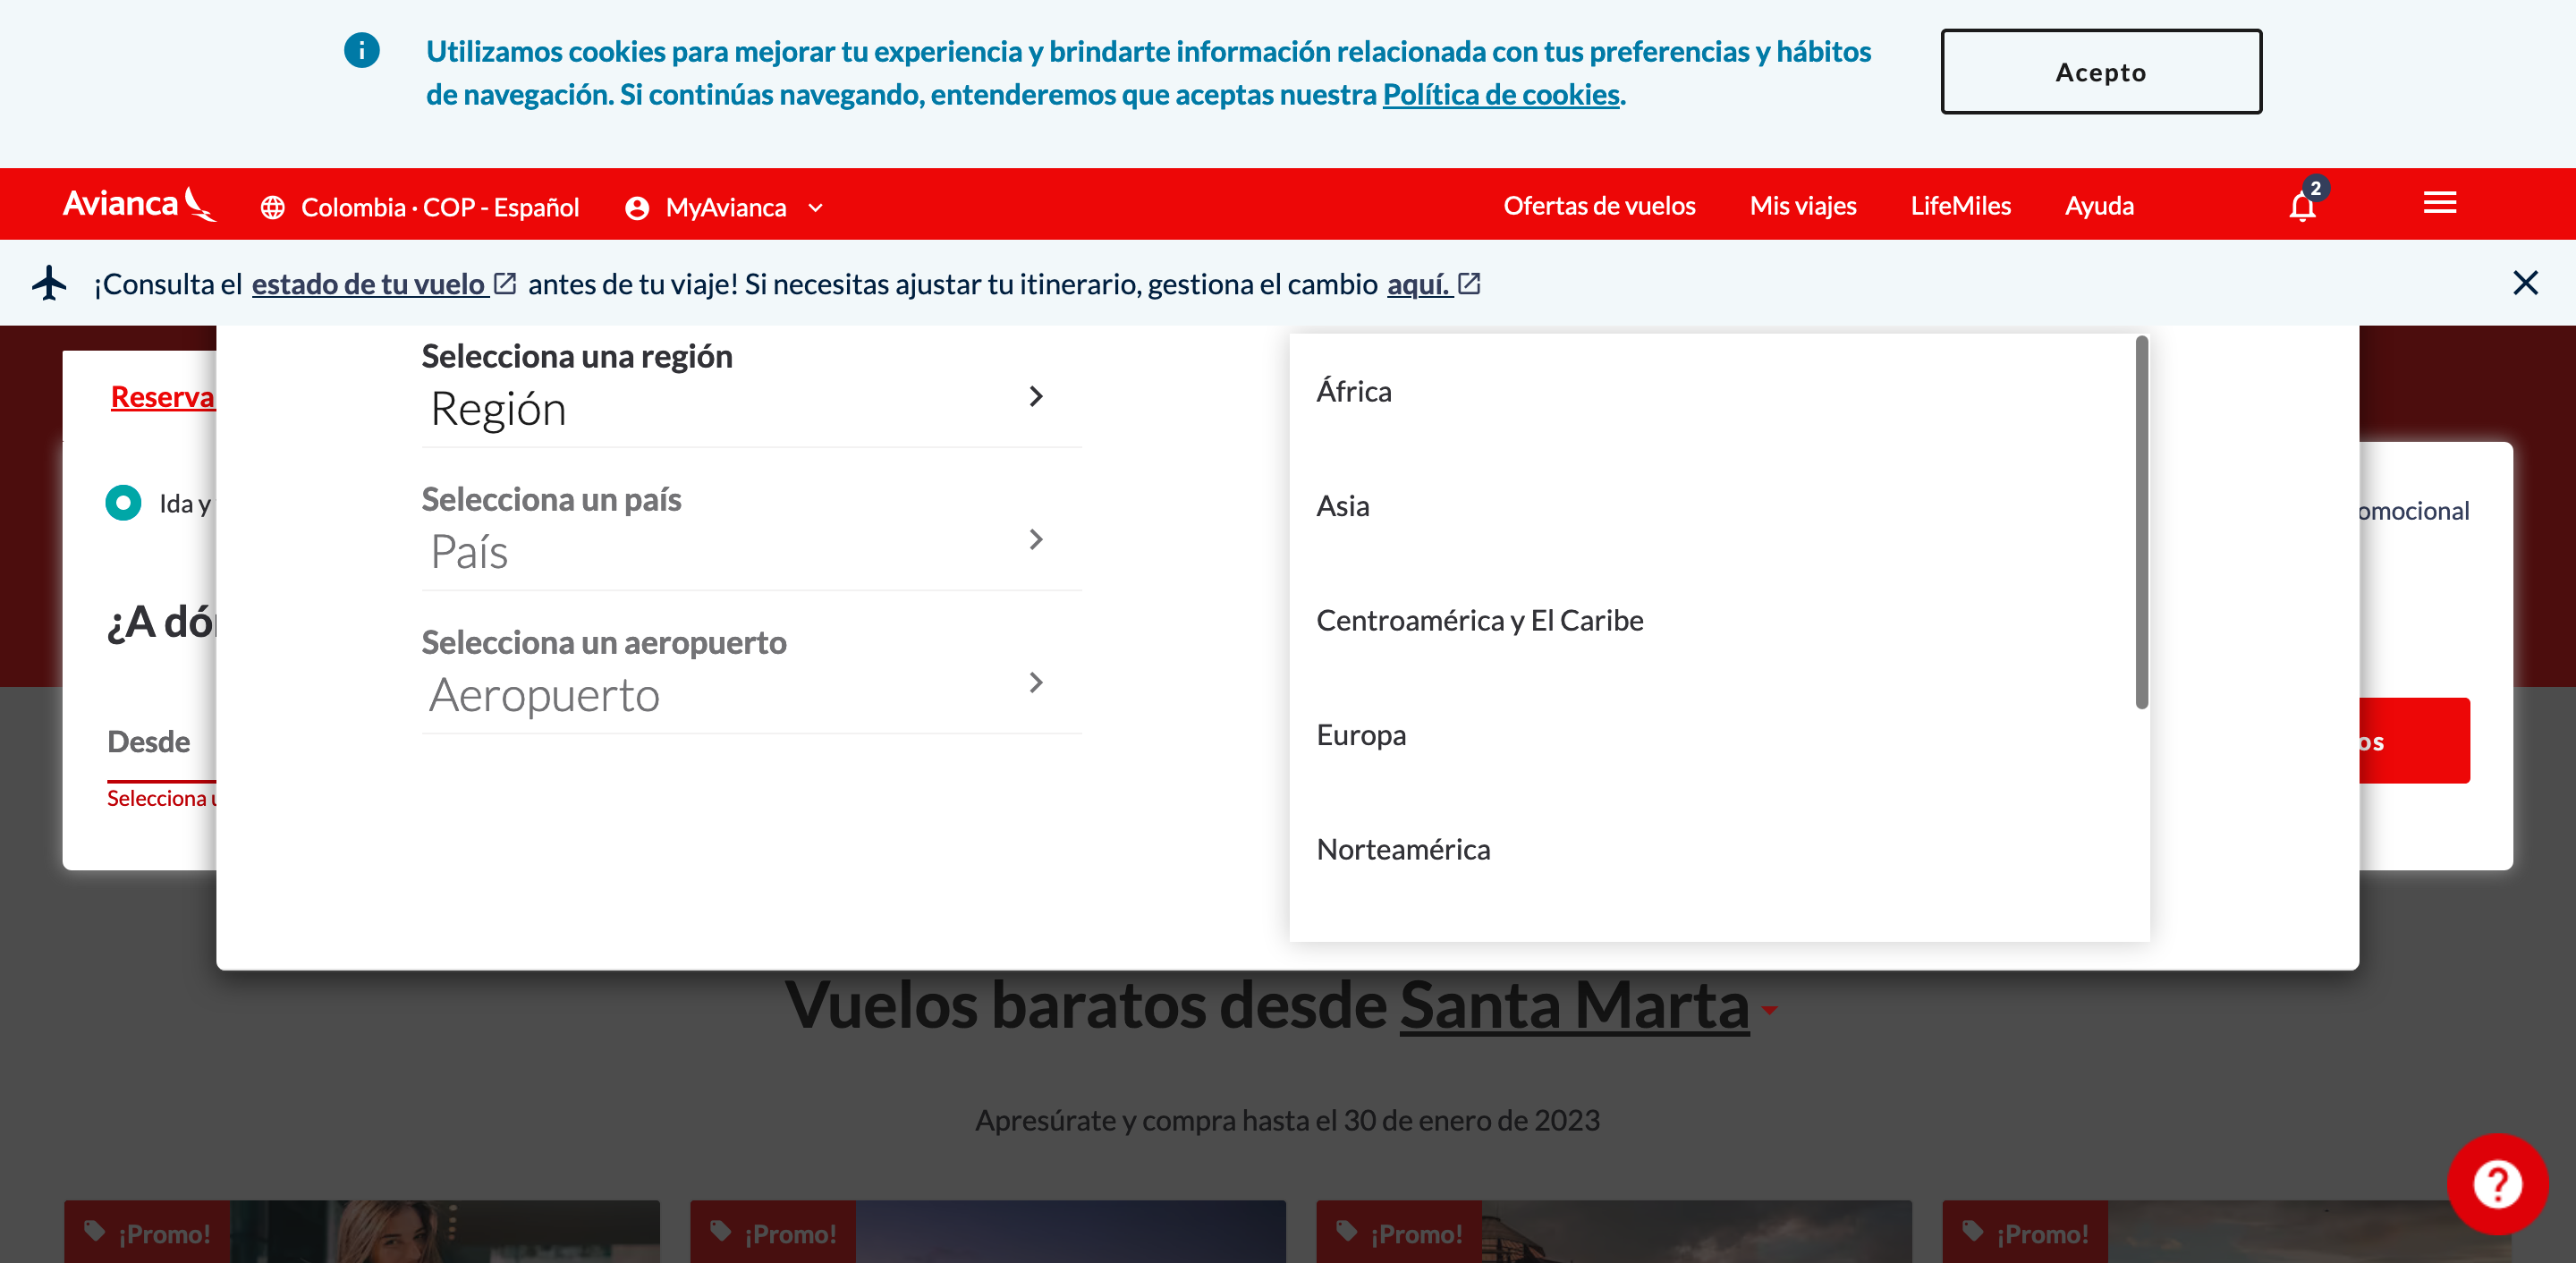 Utilizamos cookies para mejorar tu experiencia y brindarte información relacionada con tus preferencias y hábitos
de navegación. Si continúas navegando, entenderemos que aceptas nuestra Política de cookies.
Acepto
Avianca
Colombia · COP - Español
MyAvianca
Ofertas de vuelos
Mis viajes
LifeMiles
Ayuda
2
¡Consulta el estado de tu vuelo antes de tu viaje! Si necesitas ajustar tu itinerario, gestiona el cambio aquí.
Reserva
Ida y
¿A dó
Desde
Selecciona
Selecciona una región
Región
Selecciona un país
País
Selecciona un aeropuerto
Aeropuerto
África
Asia
Centroamérica y El Caribe
Europa
Norteamérica
omocional
os
Vuelos baratos desde Santa Marta
Apresúrate y compra hasta el 30 de enero de 2023
¡Promo!
¡Promo!
¡Promo!
¡Promo!
?